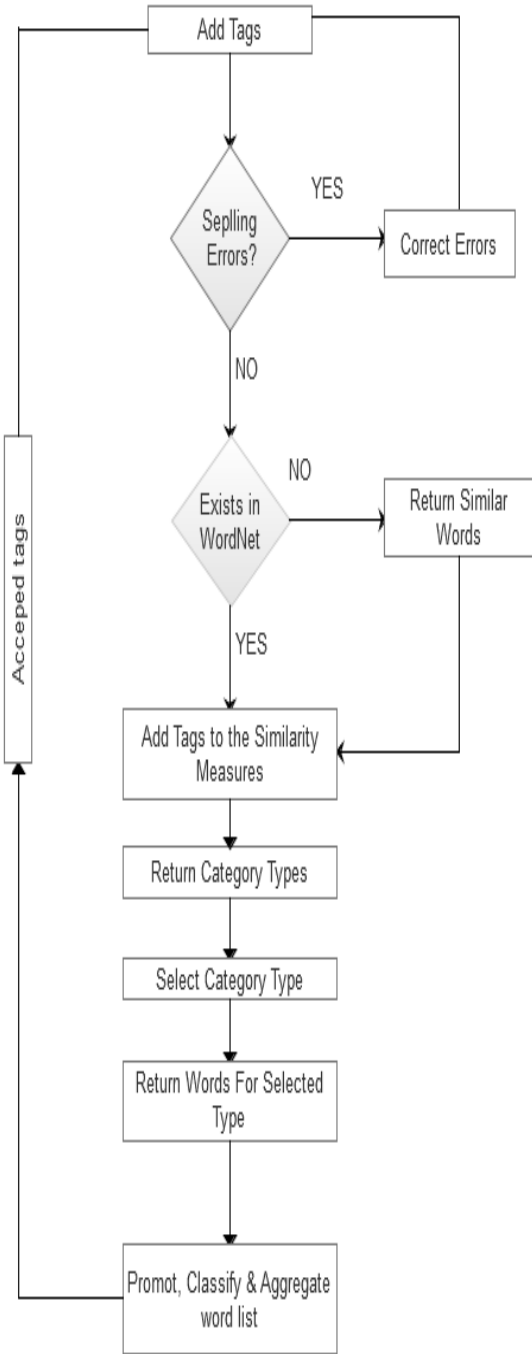 Add Tags
YES
Seplling
Errors?
Correct Errors
NO
NO
Exists in
WordNet
Return Similar
Words
YES
Acceped tags
Add Tags to the Similarity
Measures
Return Category Types
Select Category Type
Return Words For Selected
Type
Promot, Classify & Aggregate
word list